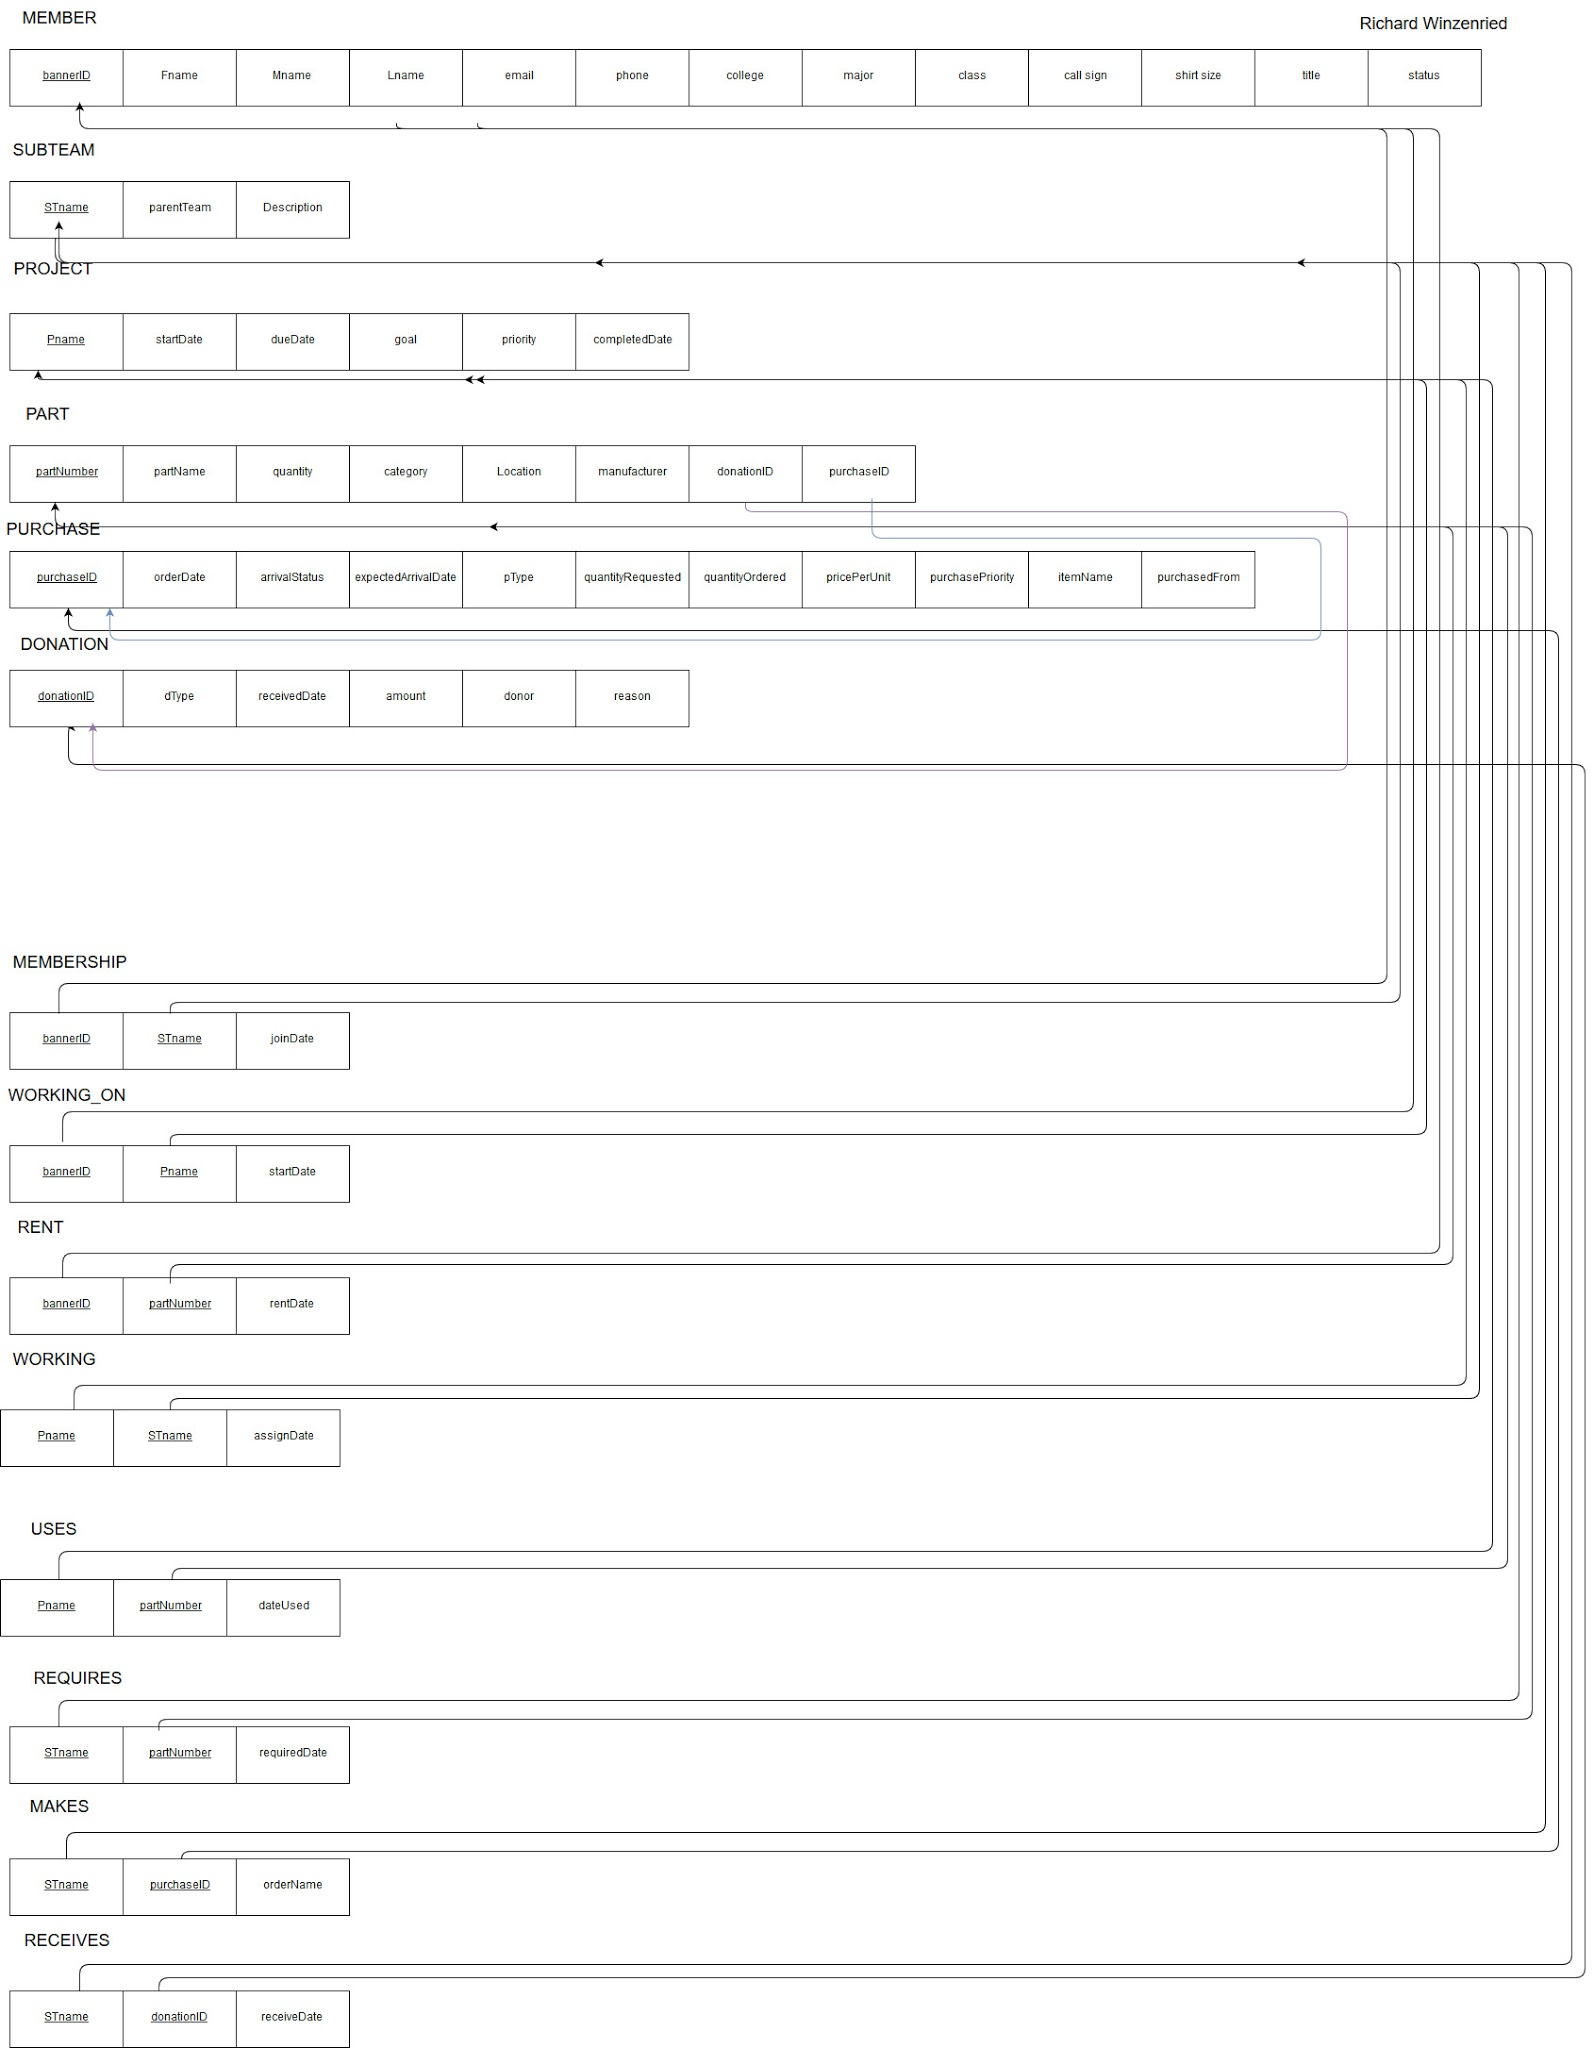 MEMBER
Richard Winzenried
bannerID Fname Mname Lname email phone college major class call sign shirt size title status
SUBTEAM
STname parentTeam Description
PROJECT
Pname startDate dueDate goal priority completedDate
PART
partNumber partName quantity category Location manufacturer donationID purchaseID
PURCHASE
purchaseID orderDate arrivalStatus expectedArrivalDate pType quantityRequested quantityOrdered pricePerUnit purchasePriority itemName purchasedFrom
DONATION
donationID dType receivedDate amount donor reason
MEMBERSHIP
bannerID STname joinDate
WORKING_ON
bannerID Pname startDate
RENT
bannerID partNumber rentDate
WORKING
Pname STname assignDate
USES
Pname partNumber dateUsed
REQUIRES
STname partNumber requiredDate
MAKES
STname purchaseID orderName
RECEIVES
STname donationID receiveDate